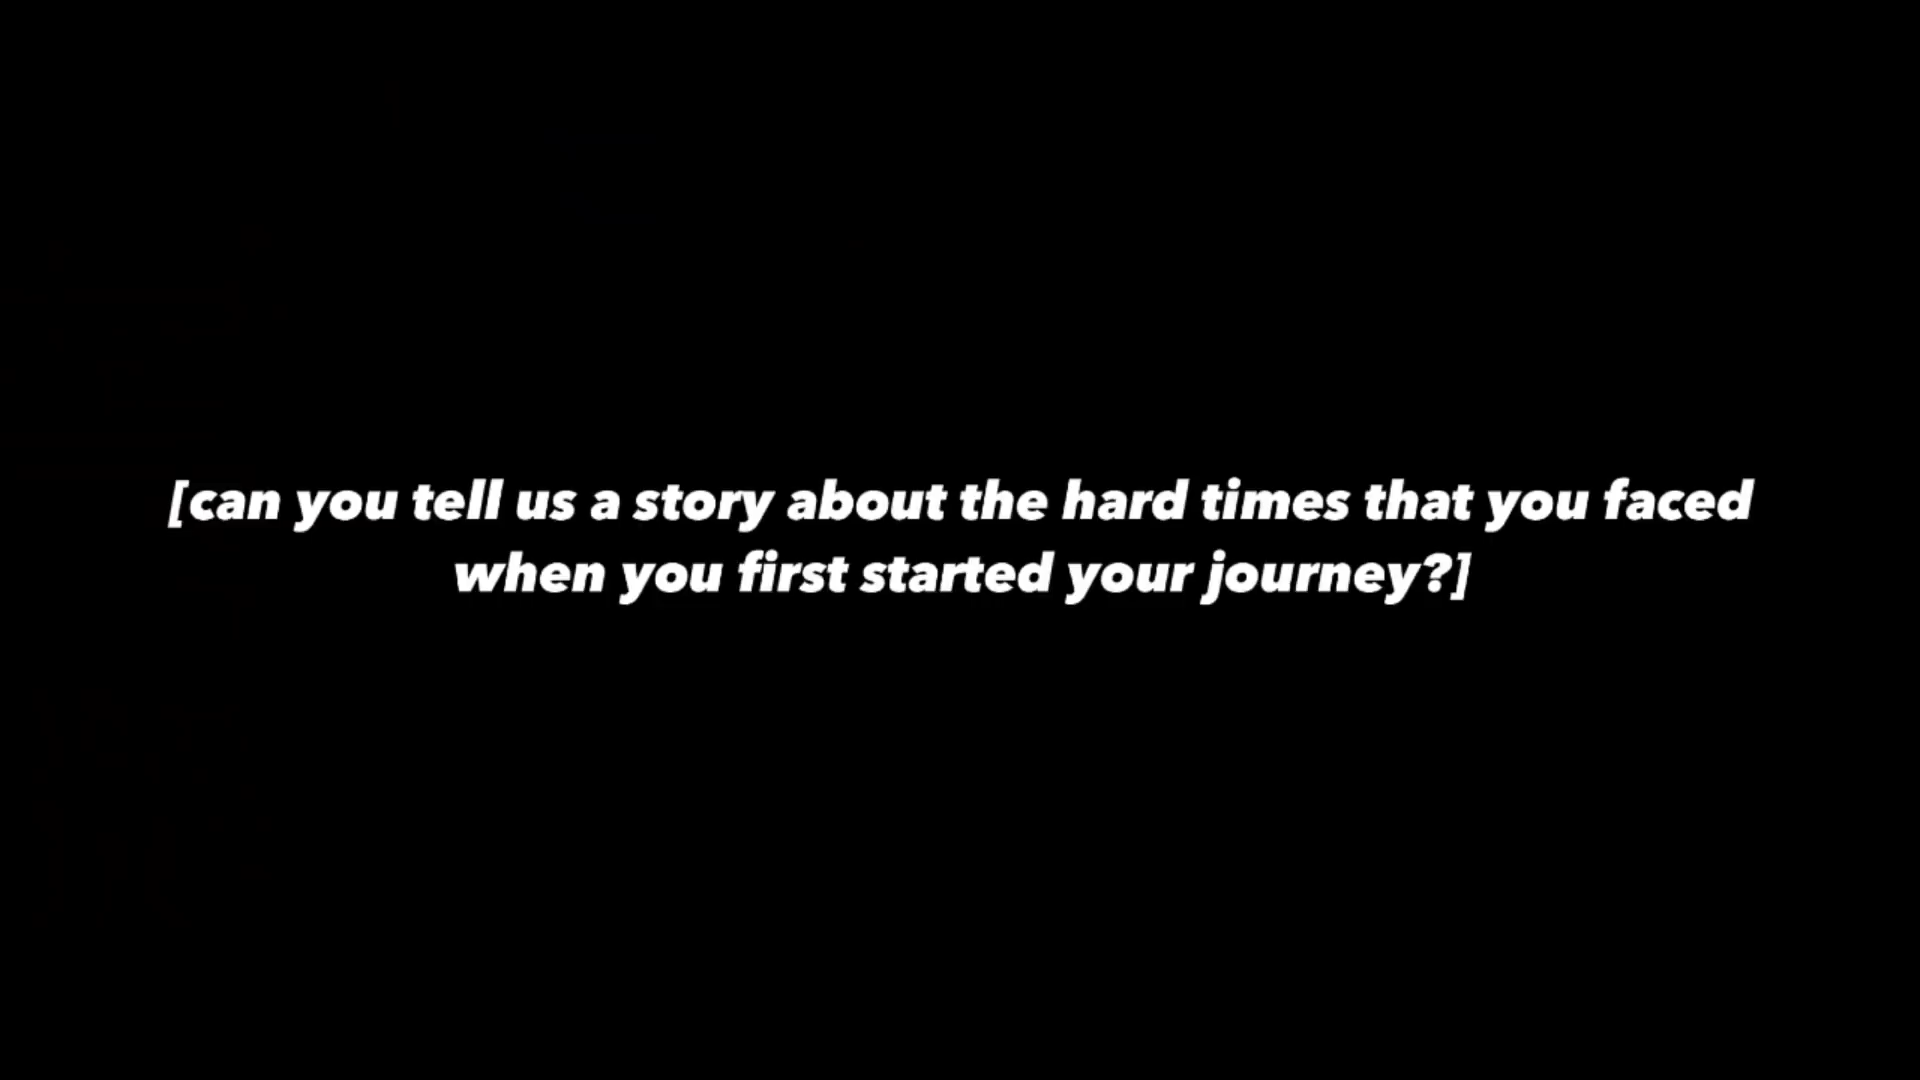 [can you tell us a story about the hard times that you faced
when you first started your journey?]